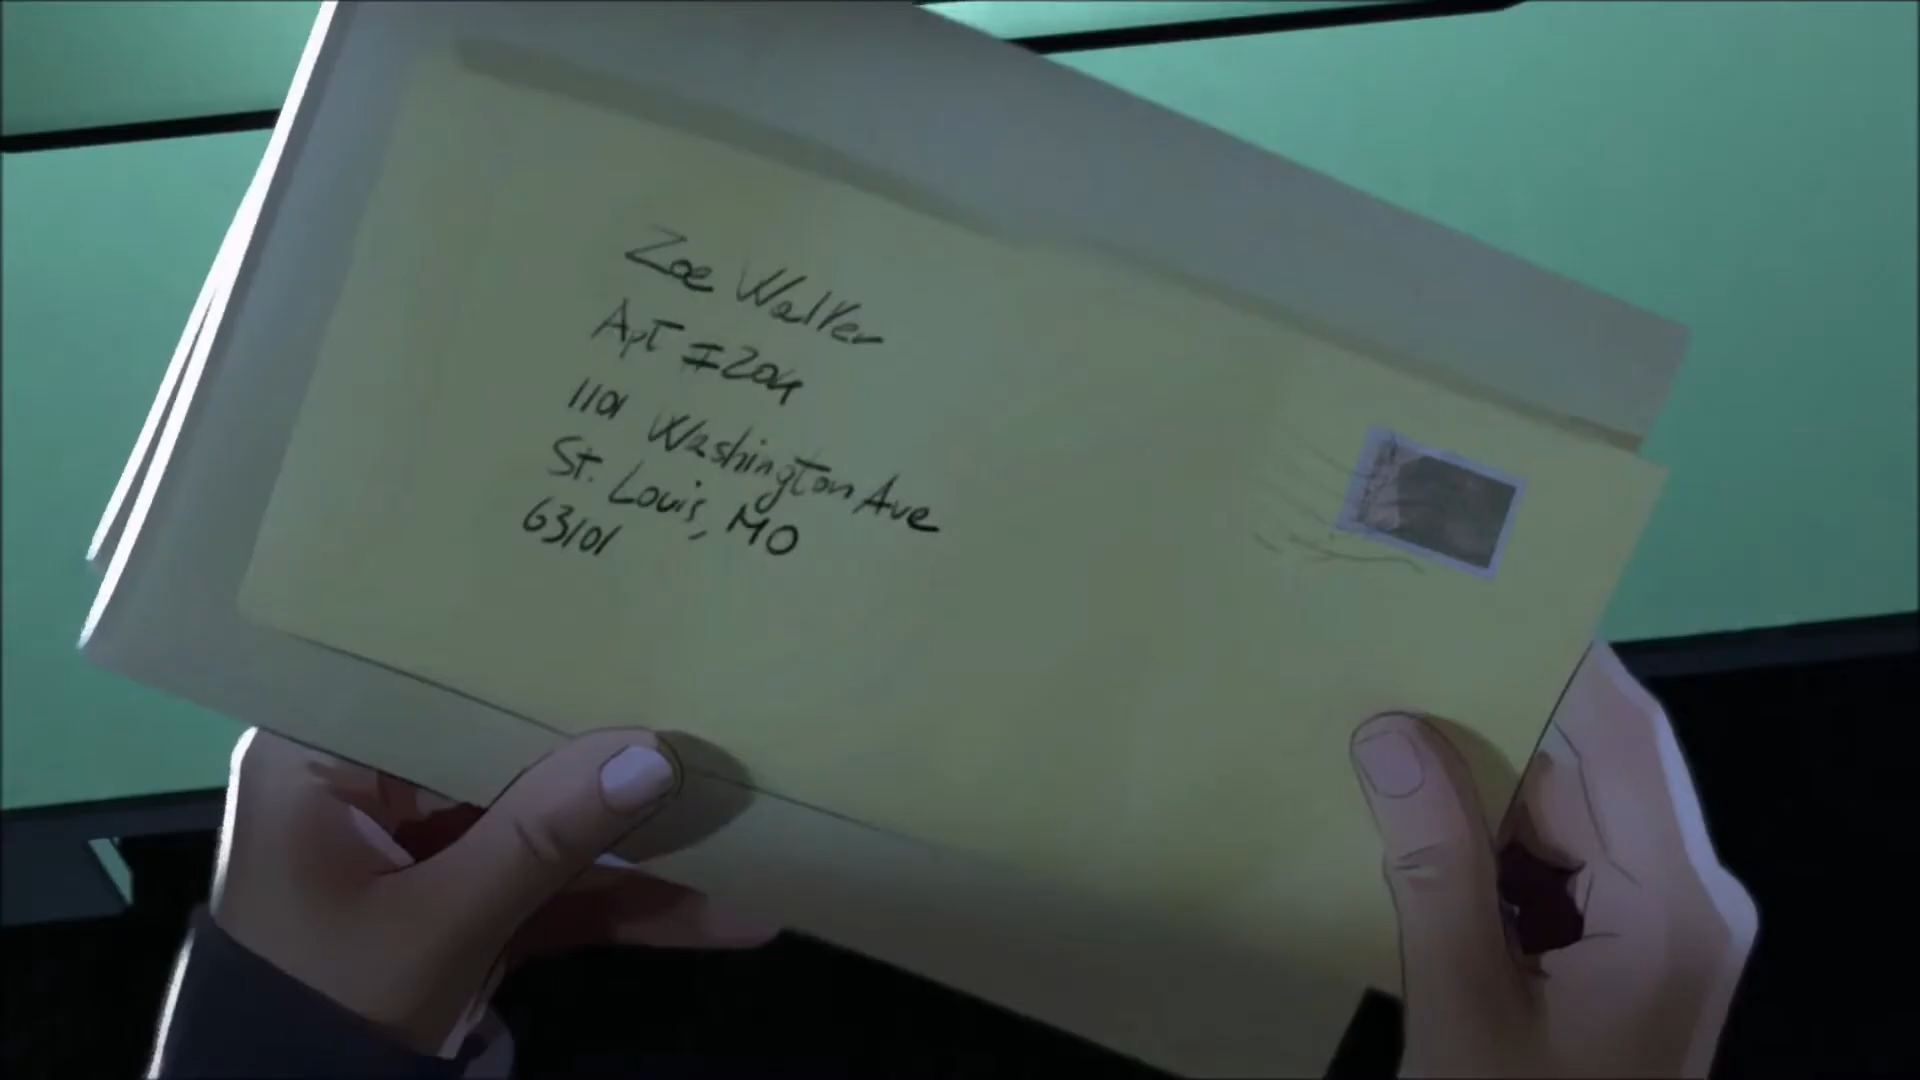 Zoe Walker
Apt #204
1101 Washington Ave
St. Louis, MO
63101